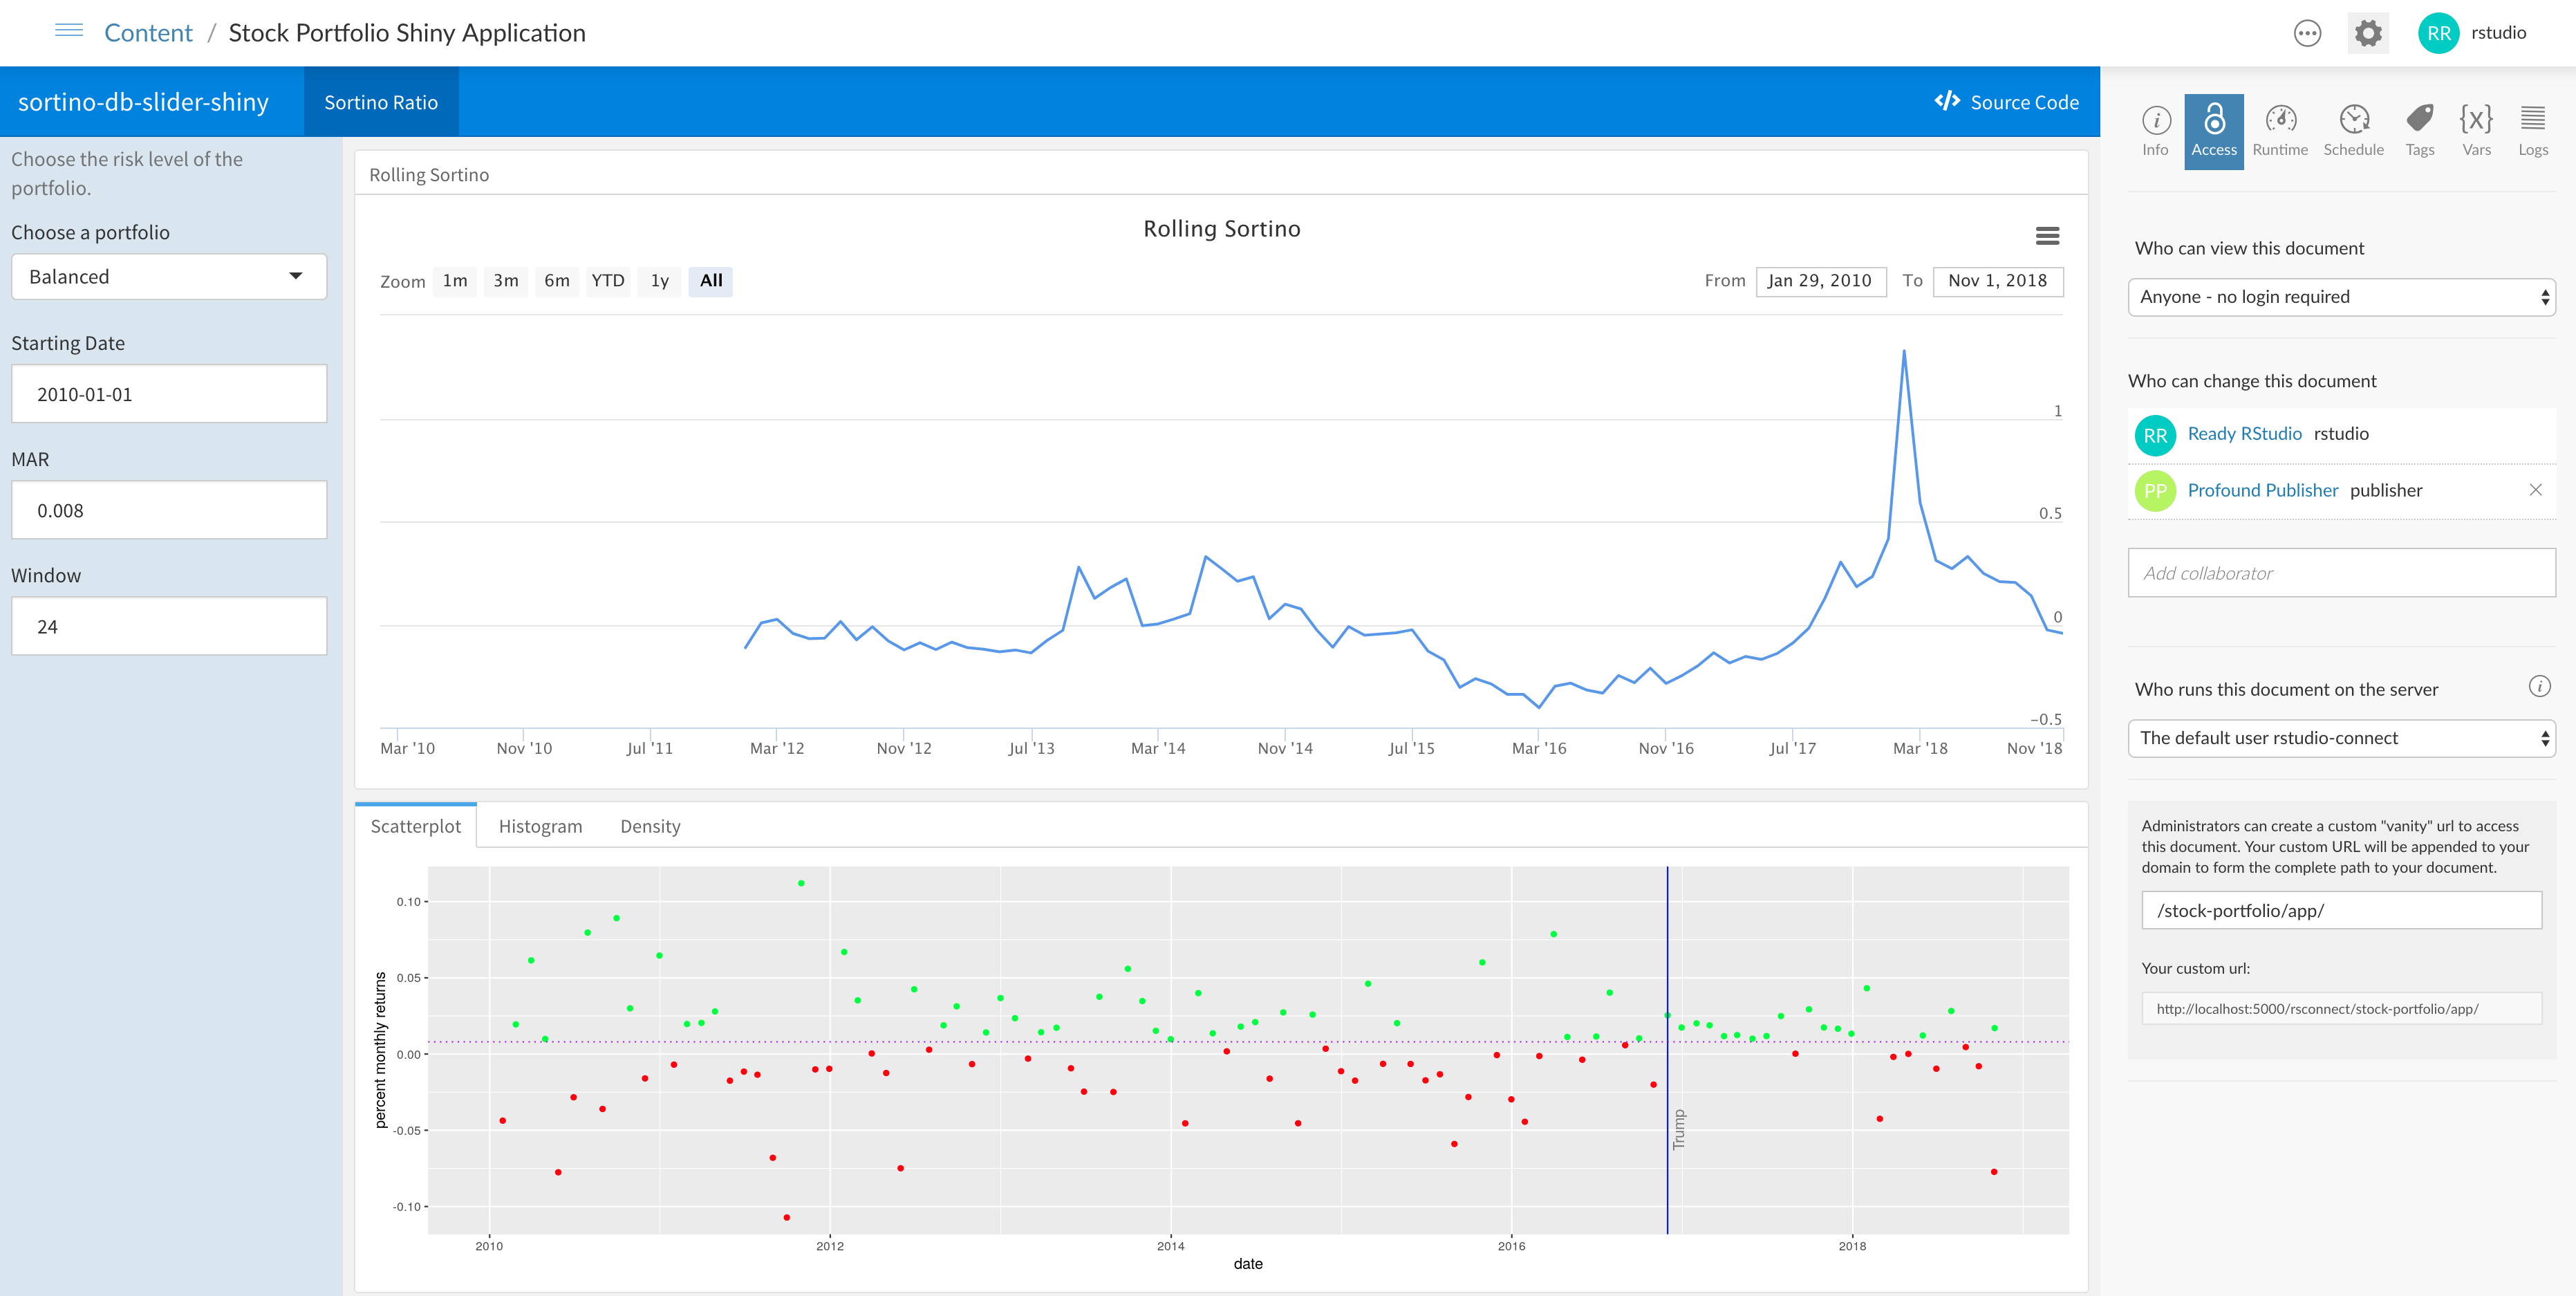 Content / Stock Portfolio Shiny Application
RR rstudio
sortino-db-slider-shiny
Sortino Ratio
</> Source Code
Choose the risk level of the
portfolio.
Choose a portfolio
Balanced
Starting Date
2010-01-01
MAR
0.008
Window
24
Rolling Sortino
Rolling Sortino
Zoom 1m 3m 6m YTD 1y All
From Jan 29, 2010 To Nov 1, 2018
1
0.5
0
−0.5
Mar '10 Nov '10 Jul '11 Mar '12 Nov '12 Jul '13 Mar '14 Nov '14 Jul '15 Mar '16 Nov '16 Jul '17 Mar '18 Nov '18
Scatterplot Histogram Density
percent monthly returns
0.10
0.05
0.00
-0.05
-0.10
Trump
2010 2012 2014 2016 2018
date
i {x}
Info Access Runtime Schedule Tags Vars Logs
Who can view this document
Anyone - no login required
Who can change this document
RR Ready RStudio rstudio
PP Profound Publisher publisher
Add collaborator
Who runs this document on the server i
The default user rstudio-connect
Administrators can create a custom "vanity" url to access
this document. Your custom URL will be appended to your
domain to form the complete path to your document.
/stock-portfolio/app/
Your custom url:
http://localhost:5000/rsconnect/stock-portfolio/app/